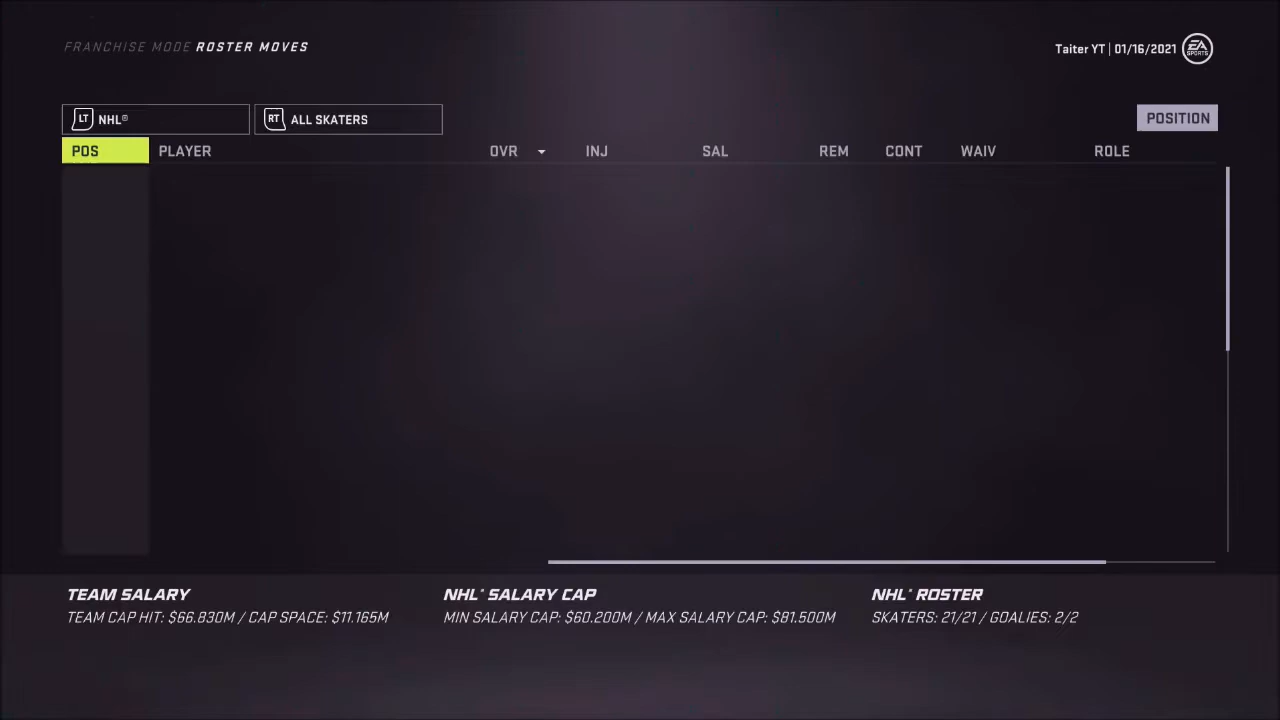 FRANCHISE MODE ROSTER MOVES
Taiter YT | 01/16/2021 EA SPORTS
LT NHL® RT ALL SKATERS POSITION
POS PLAYER OVR INJ SAL REM CONT WAIV ROLE
TEAM SALARY NHL® SALARY CAP NHL® ROSTER
TEAM CAP HIT: $66.830M / CAP SPACE: $11.165M MIN SALARY CAP: $60.200M / MAX SALARY CAP: $81.500M SKATERS: 21/21 / GOALIES: 2/2